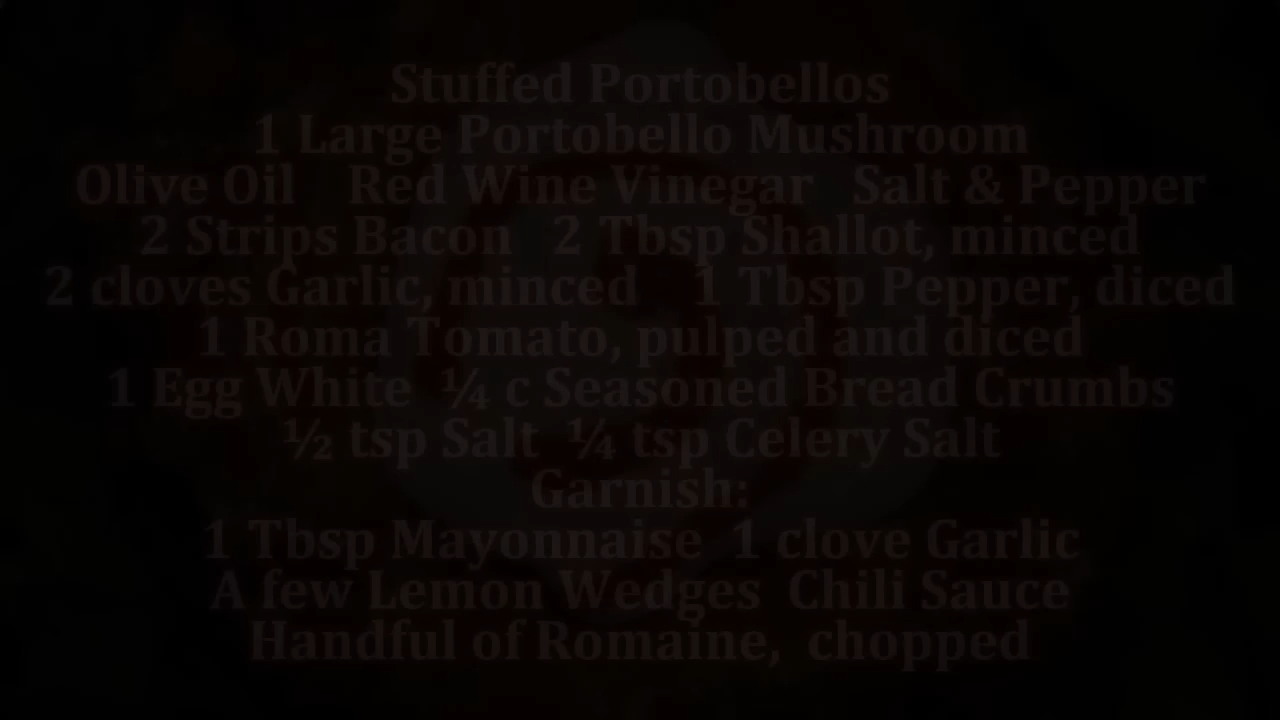 Stuffed Portobellos
1 Large Portobello Mushroom
Olive Oil Red Wine Vinegar Salt & Pepper
2 Strips Bacon 2 Tbsp Shallot, minced
2 cloves Garlic, minced 1 Tbsp Pepper, diced
1 Roma Tomato, pulped and diced
1 Egg White ¼ c Seasoned Bread Crumbs
½ tsp Salt ¼ tsp Celery Salt
Garnish:
1 Tbsp Mayonnaise 1 clove Garlic
A few Lemon Wedges Chili Sauce
Handful of Romaine, chopped